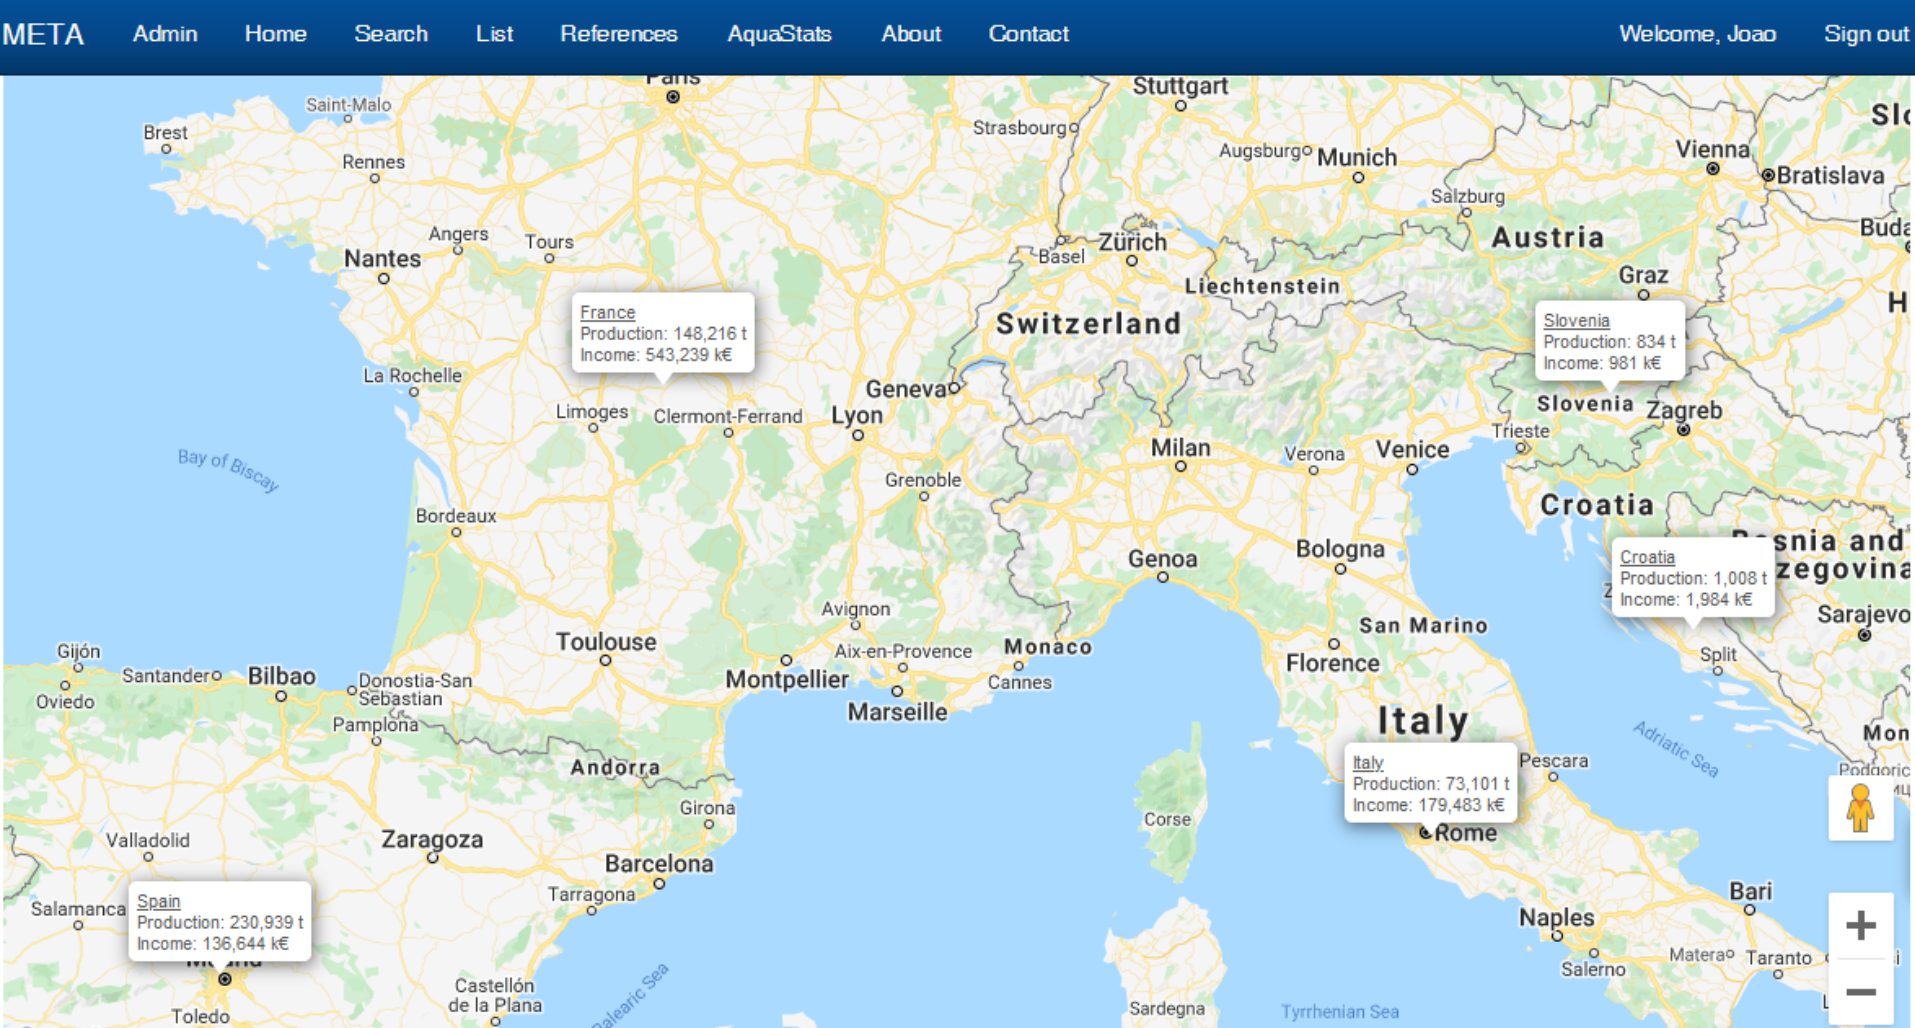 META Admin Home Search List References AquaStats About Contact Welcome, Joao Sign out
Paris
Stuttgart
Saint-Malo
Brest
Strasbourg
Rennes
Augsburg
Munich
Vienna
Bratislava
Salzburg
Angers
Tours
Nantes
Zürich
Basel
Austria
Graz
Liechtenstein
Switzerland
France
Production: 148,216 t
Income: 543,239 k€
Slovenia
Production: 834 t
Income: 981 k€
La Rochelle
Geneva
Limoges
Clermont-Ferrand
Lyon
Slovenia
Zagreb
Trieste
Milan
Verona
Venice
Bay of Biscay
Grenoble
Croatia
Bordeaux
Genoa
Bologna
snia and
zegovina
Croatia
Production: 1,008 t
Income: 1,984 k€
Sarajevo
Avignon
San Marino
Toulouse
Aix-en-Provence
Monaco
Florence
Split
Gijón
Santander
Bilbao
Donostia-San
Sebastian
Montpellier
Cannes
Oviedo
Pamplona
Marseille
Italy
Adriatic Sea
Andorra
Italy
Production: 73,101 t
Income: 179,483 k€
Pescara
Girona
Corse
Rome
Valladolid
Zaragoza
Barcelona
Tarragona
Bari
Salamanca
Spain
Production: 230,939 t
Income: 136,644 k€
Naples
Matera
Taranto
Salerno
Castellón
de la Plana
Balearic Sea
Toledo
Sardegna
Tyrrhenian Sea